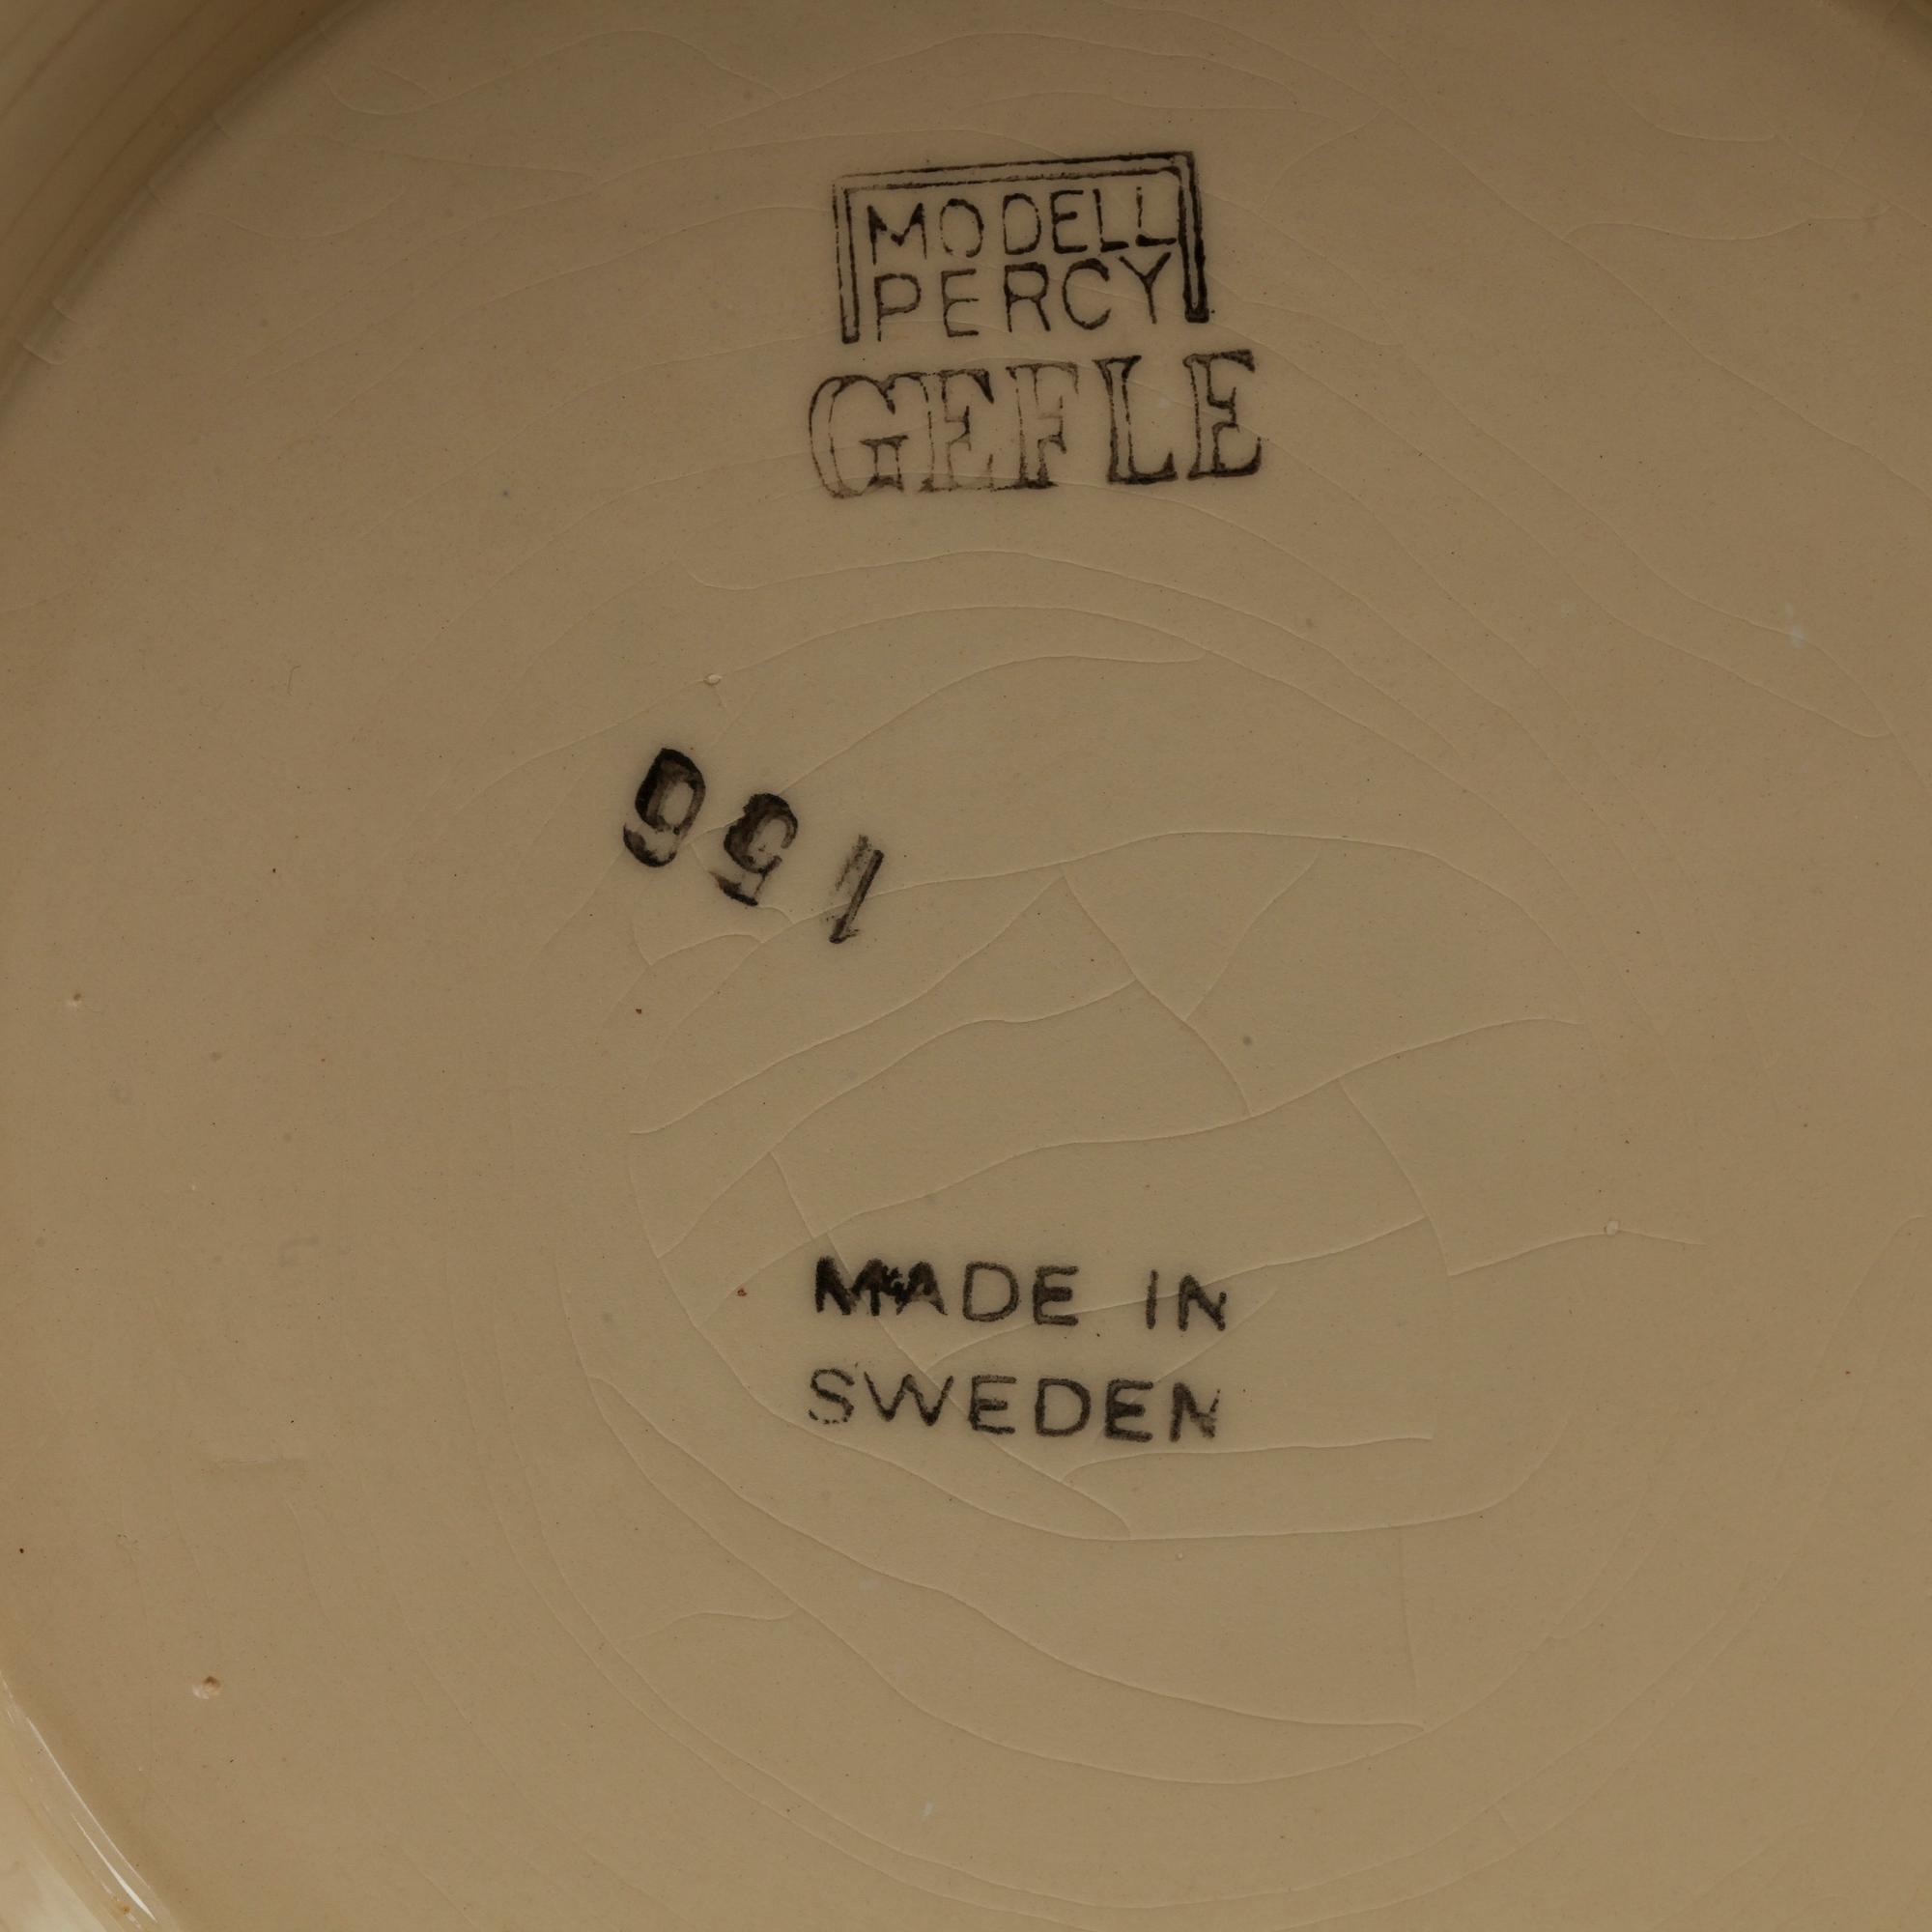 MODELL
PERCY
GEFLE
156
MADE IN
SWEDEN